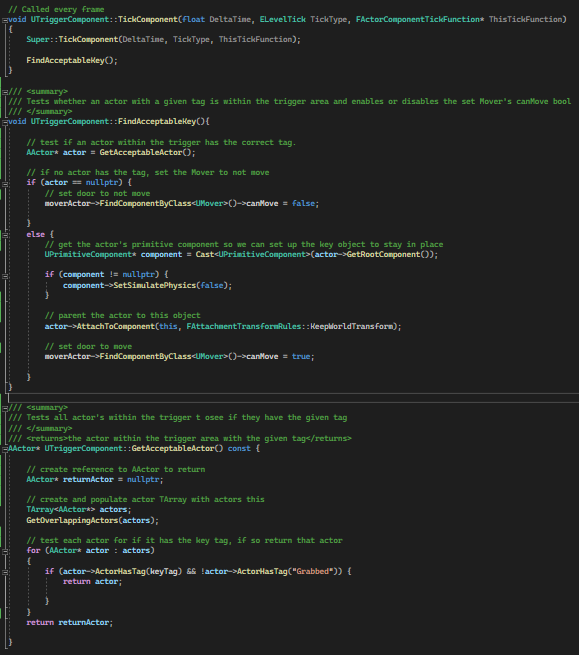 // Called every frame
void UTriggerComponent::TickComponent(float DeltaTime, ELevelTick TickType, FActorComponentTickFunction* ThisTickFunction)
{
Super::TickComponent(DeltaTime, TickType, ThisTickFunction);
FindAcceptableKey();
}
/// <summary>
/// Tests whether an actor with a given tag is within the trigger area and enables or disables the set Mover's canMove bool
/// </summary>
void UTriggerComponent::FindAcceptableKey(){
// test if an actor within the trigger has the correct tag.
AActor* actor = GetAcceptableActor();
// if no actor has the tag, set the Mover to not move
if (actor == nullptr) {
// set door to not move
moverActor->FindComponentByClass<UMover>()->canMove = false;
}
else {
// get the actor's primitive component so we can set up the key object to stay in place
UPrimitiveComponent* component = Cast<UPrimitiveComponent>(actor->GetRootComponent());
if (component != nullptr) {
component->SetSimulatePhysics(false);
}
// parent the actor to this object
actor->AttachToComponent(this, FAttachmentTransformRules::KeepWorldTransform);
// set door to move
moverActor->FindComponentByClass<UMover>()->canMove = true;
}
}
/// <summary>
/// Tests all actor's within the trigger t osee if they have the given tag
/// </summary>
/// <returns>the actor within the trigger area with the given tag</returns>
AActor* UTriggerComponent::GetAcceptableActor() const {
// create reference to AActor to return
AActor* returnActor = nullptr;
// create and populate actor TArray with actors this
TArray<AActor*> actors;
GetOverlappingActors(actors);
// test each actor for if it has the key tag, if so return that actor
for (AActor* actor : actors)
{
if (actor->ActorHasTag(keyTag) && !actor->ActorHasTag("Grabbed")) {
return actor;
}
}
return returnActor;
}